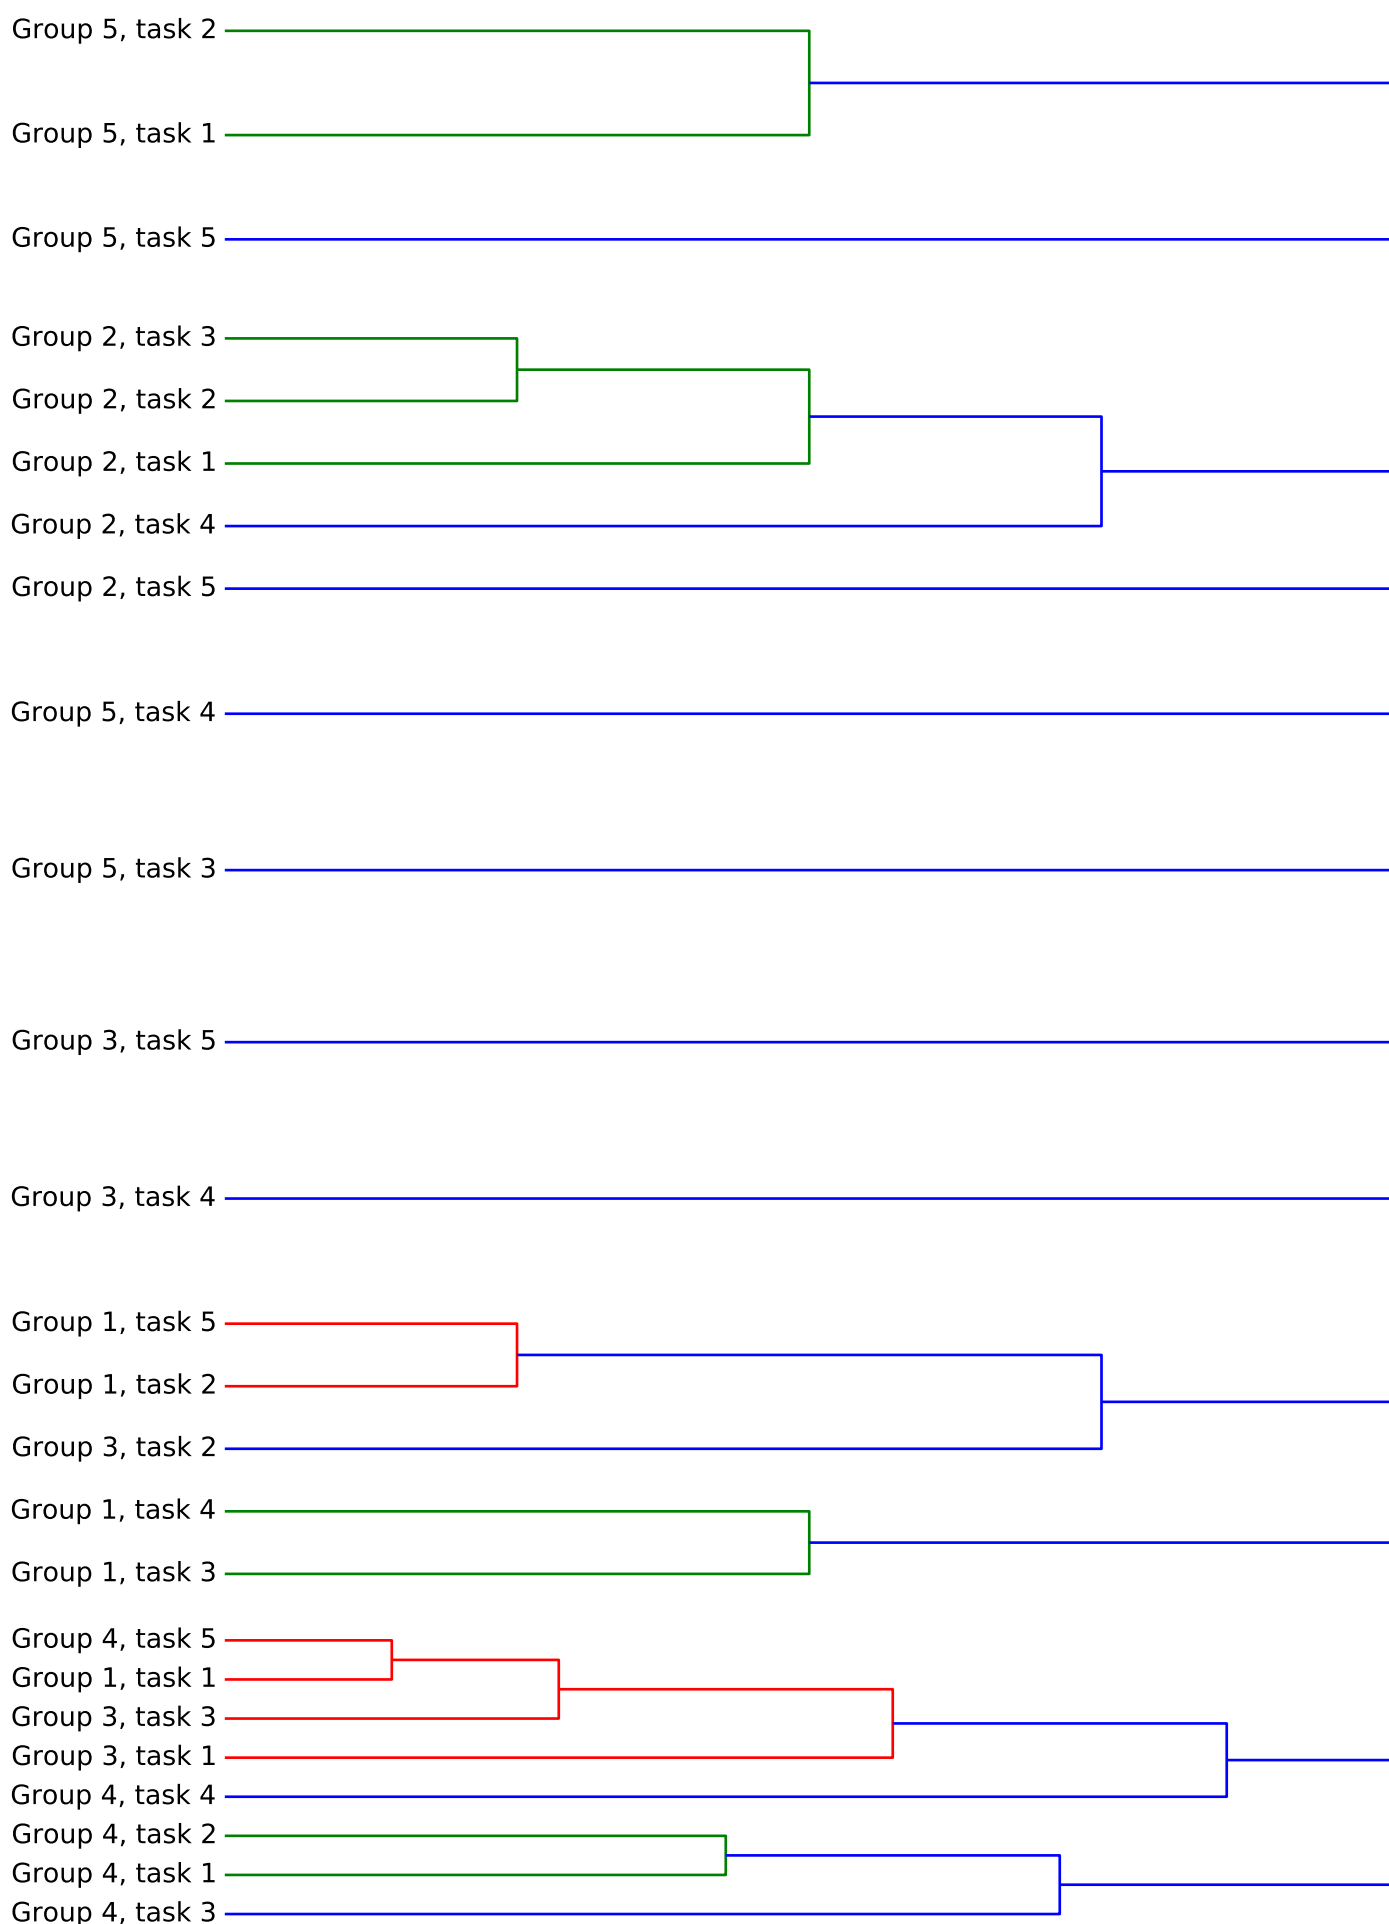 Group 5, task 2
Group 5, task 1
Group 5, task 5
Group 2, task 3
Group 2, task 2
Group 2, task 1
Group 2, task 4
Group 2, task 5
Group 5, task 4
Group 5, task 3
Group 3, task 5
Group 3, task 4
Group 1, task 5
Group 1, task 2
Group 3, task 2
Group 1, task 4
Group 1, task 3
Group 4, task 5
Group 1, task 1
Group 3, task 3
Group 3, task 1
Group 4, task 4
Group 4, task 2
Group 4, task 1
Group 4, task 3